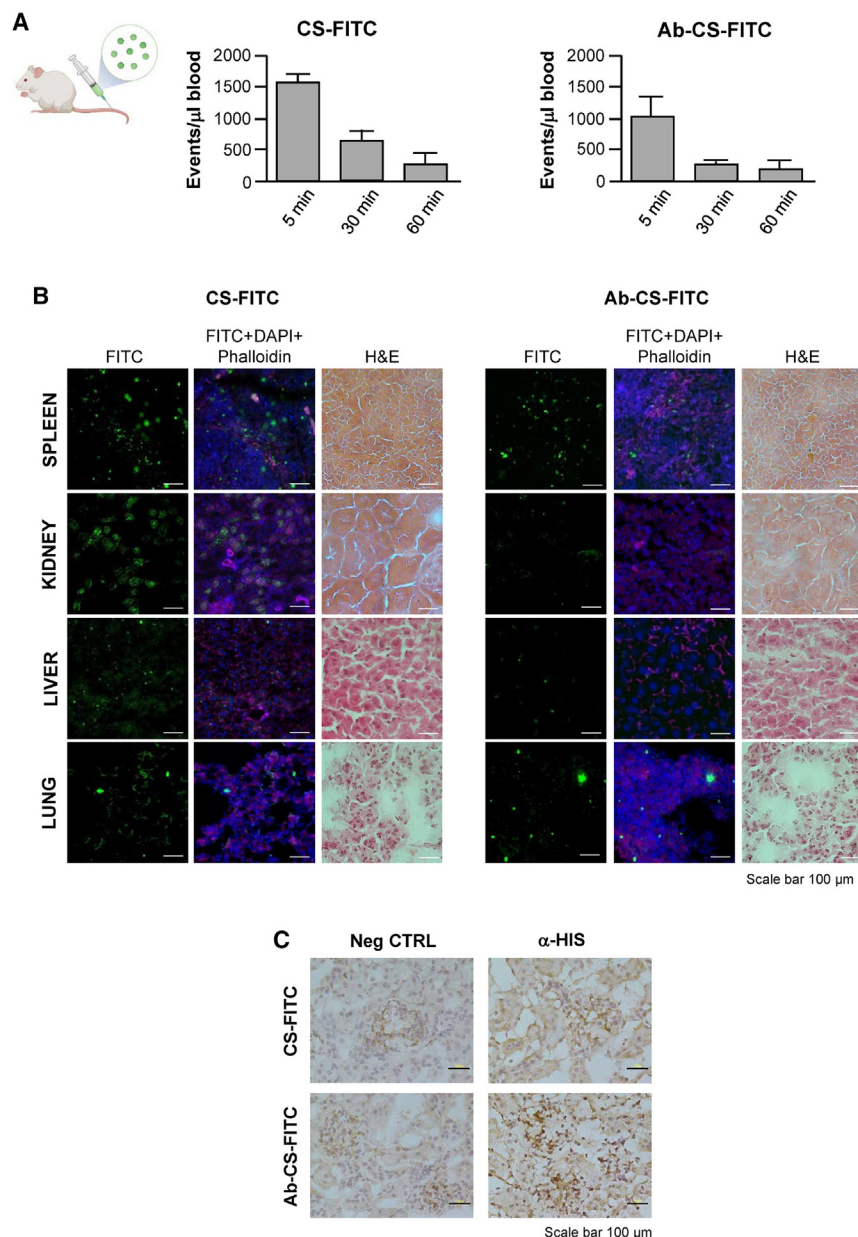 A
CS-FITC
Events/µl blood
2000
1500
1000
500
0
5 min
30 min
60 min
Ab-CS-FITC
Events/µl blood
2000
1500
1000
500
0
5 min
30 min
60 min
B
CS-FITC
Ab-CS-FITC
FITC
FITC+DAPI+
Phalloidin
H&E
FITC
FITC+DAPI+
Phalloidin
H&E
SPLEEN
KIDNEY
LIVER
LUNG
Scale bar 100 µm
C
Neg CTRL
α-HIS
CS-FITC
Ab-CS-FITC
Scale bar 100 µm